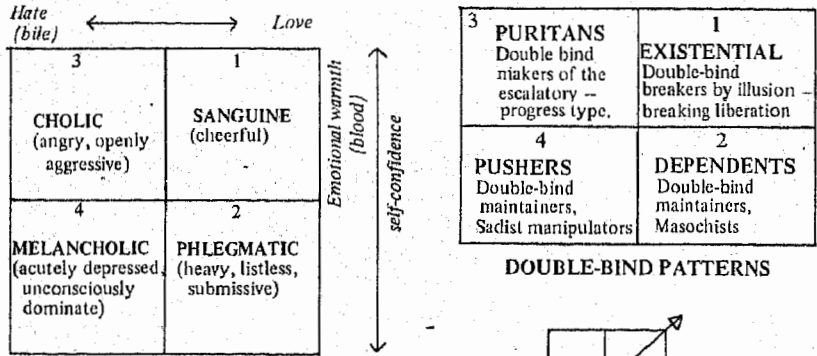 Hate
(bile)
Love
3
CHOLIC
(angry, openly
aggressive)
1
SANGUINE
(cheerful)
4
MELANCHOLIC
(acutely depressed,
unconsciously
dominate)
2
PHLEGMATIC
(heavy, listless,
submissive)
Emotional warmth
(blood)
self-confidence
3
PURITANS
Double bind
makers of the
escalatory –
progress type.
1
EXISTENTIAL
Double-bind
breakers by illusion –
breaking liberation
4
PUSHERS
Double-bind
maintainers,
Sadist manipulators
2
DEPENDENTS
Double-bind
maintainers,
Masochists
DOUBLE-BIND PATTERNS